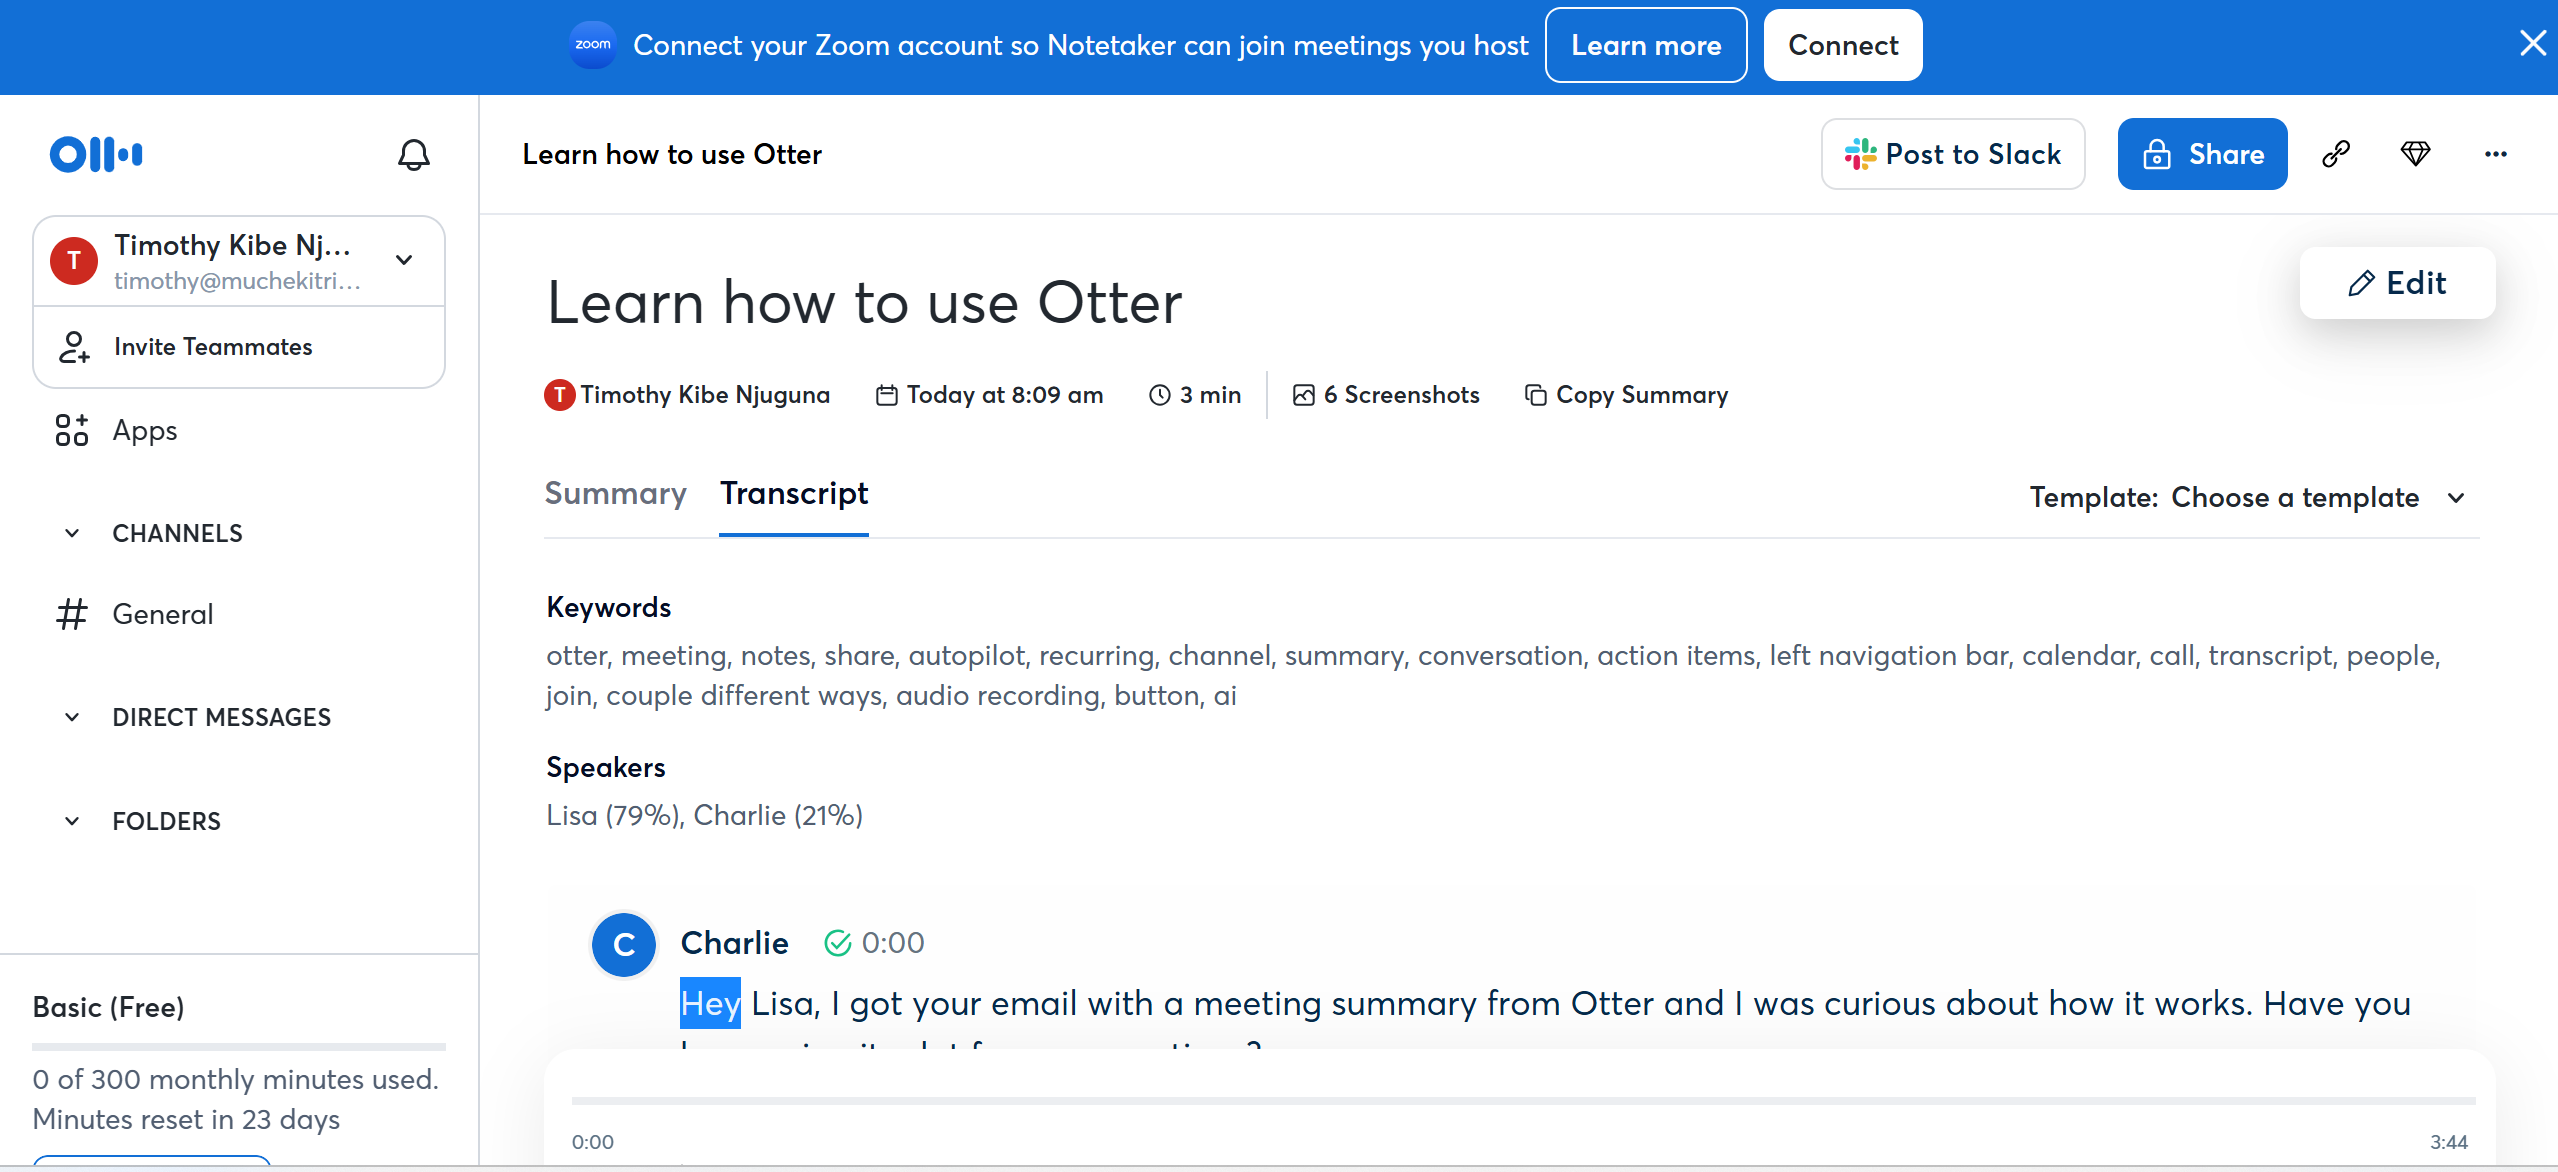 zoom Connect your Zoom account so Notetaker can join meetings you host Learn more Connect
Learn how to use Otter
Post to Slack
Share
T
Timothy Kibe Nj...
timothy@muchekitri...
Invite Teammates
Apps
CHANNELS
General
DIRECT MESSAGES
FOLDERS
Basic (Free)
0 of 300 monthly minutes used.
Minutes reset in 23 days
Learn how to use Otter
Edit
T Timothy Kibe Njuguna Today at 8:09 am 3 min 6 Screenshots Copy Summary
Summary Transcript
Template: Choose a template
Keywords
otter, meeting, notes, share, autopilot, recurring, channel, summary, conversation, action items, left navigation bar, calendar, call, transcript, people,
join, couple different ways, audio recording, button, ai
Speakers
Lisa (79%), Charlie (21%)
C
Charlie 0:00
Hey Lisa, I got your email with a meeting summary from Otter and I was curious about how it works. Have you
0:00
3:44